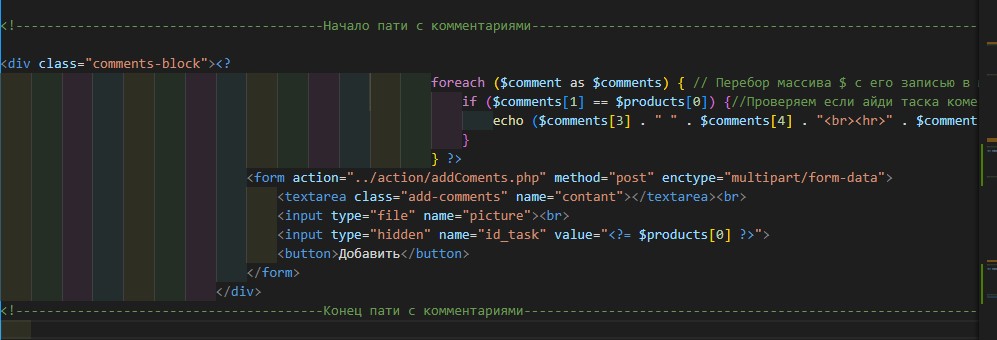 <!----------------------------------------Начало пати с комментариями----------------------------------------------------------
<div class="comments-block"><?
foreach ($comment as $comments) { // Перебор массива $ с его записью в
if ($comments[1] == $products[0]) {//Проверяем если айди таска коме
echo ($comments[3] . " " . $comments[4] . "<br><hr>" . $comment
}
} ?>
<form action="../action/addComents.php" method="post" enctype="multipart/form-data">
<textarea class="add-comments" name="contant"></textarea><br>
<input type="file" name="picture"><br>
<input type="hidden" name="id_task" value="<?= $products[0] ?>">
<button>Добавить</button>
</form>
</div>
<!----------------------------------------Конец пати с комментариями-----------------------------------------------------------